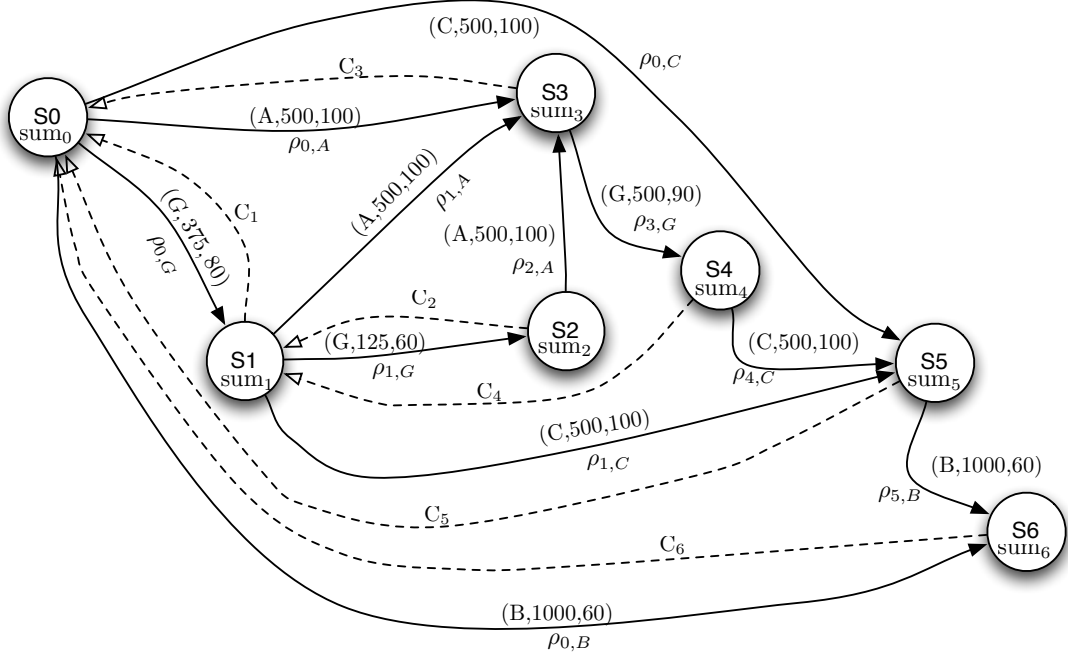 (C,500,100)
ρ0,C
C3
S3
sum3
S0
sum0
(A,500,100)
ρ0,A
(A,500,100)
ρ1,A
(G,500,90)
ρ3,G
(G,375, 80)
ρ0,G
C1
(A,500,100)
ρ2,A
S4
sum4
C2
S2
sum2
(G,125,60)
ρ1,G
S1
sum1
(C,500,100)
ρ4,C
S5
sum5
C4
(C,500,100)
ρ1,C
(B,1000,60)
ρ5,B
C5
S6
sum6
C6
(B,1000,60)
ρ0,B